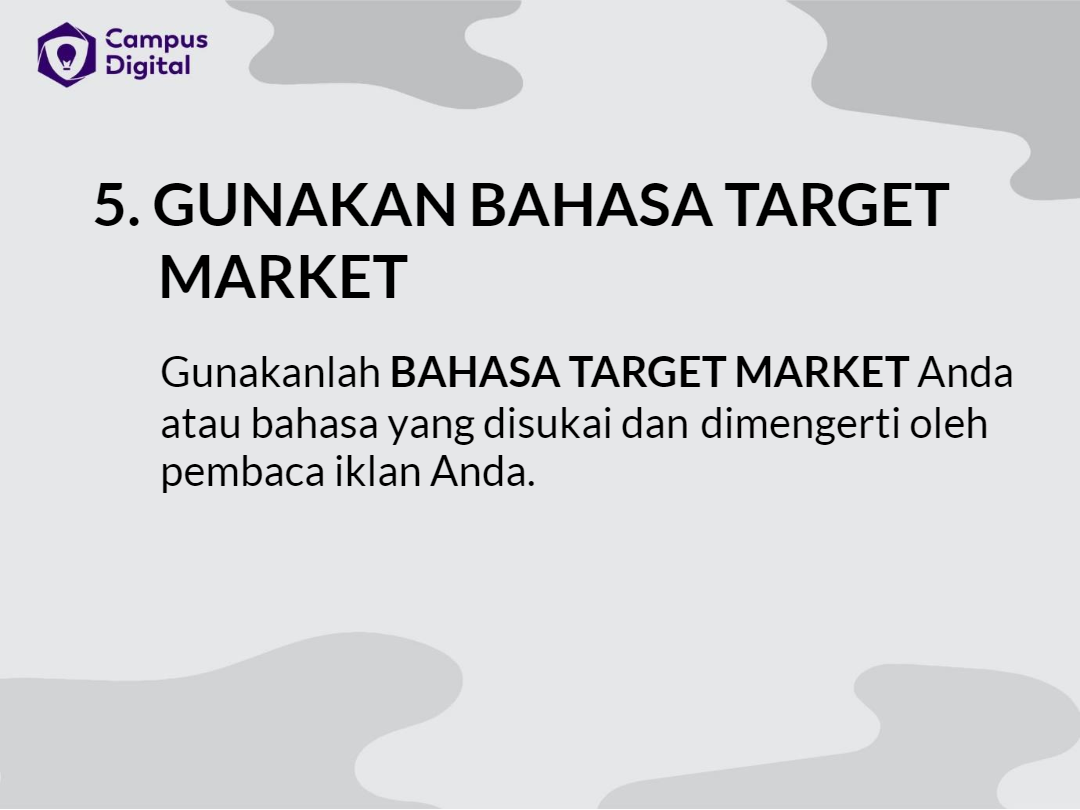 Campus
Digital
5. GUNAKAN BAHASA TARGET
MARKET
Gunakanlah BAHASA TARGET MARKET Anda
atau bahasa yang disukai dan dimengerti oleh
pembaca iklan Anda.